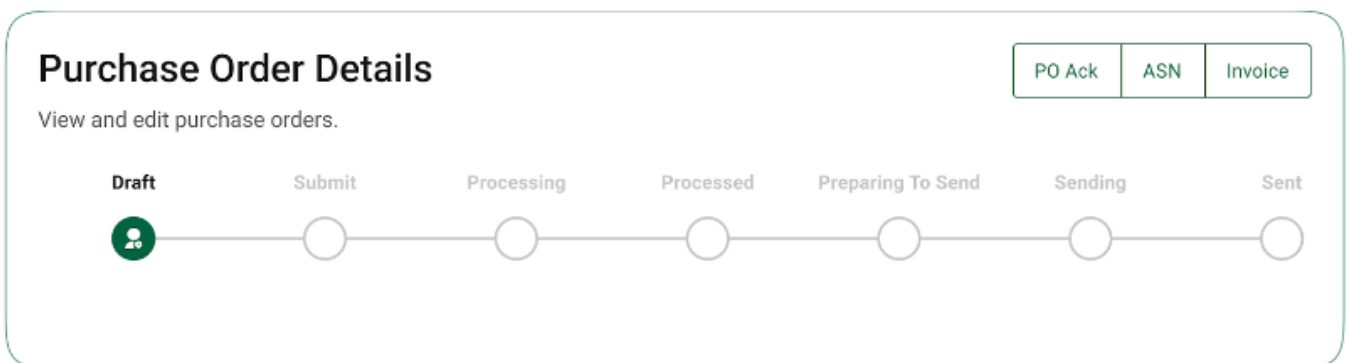 Purchase Order Details
PO Ack ASN Invoice
View and edit purchase orders.
Draft Submit Processing Processed Preparing To Send Sending Sent